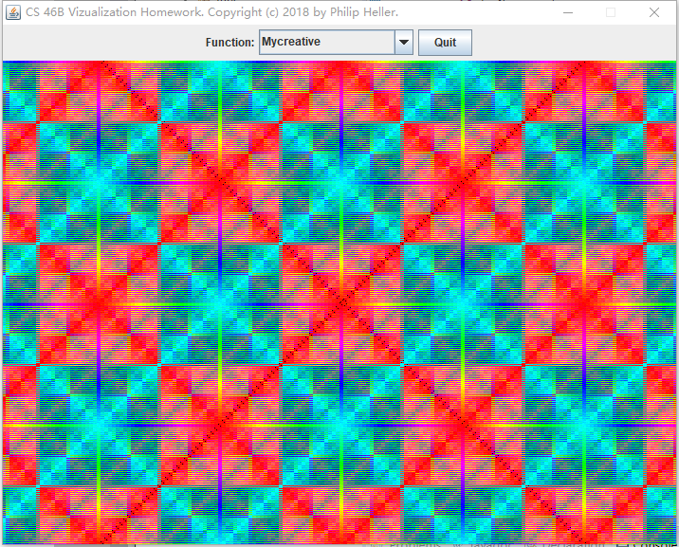 CS 46B Vizualization Homework. Copyright (c) 2018 by Philip Heller.
Function: Mycreative Quit